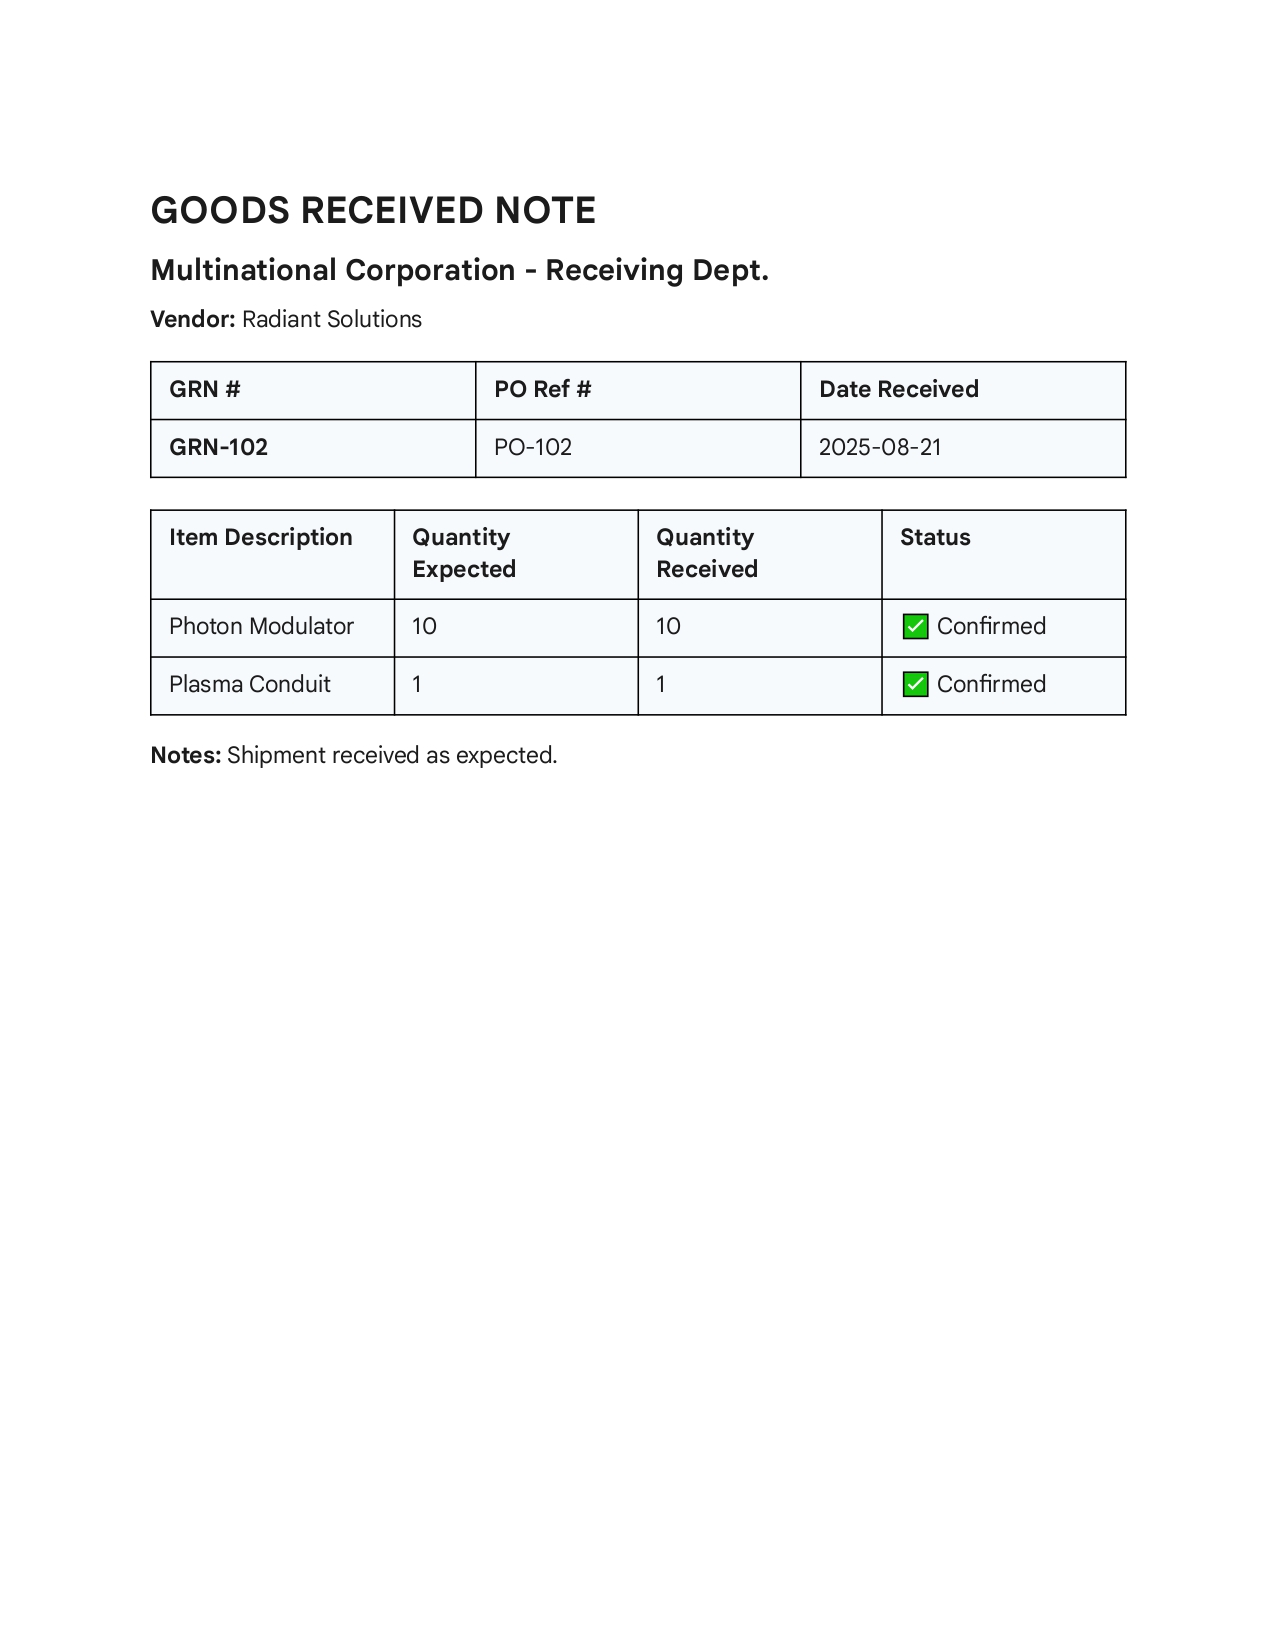 GOODS RECEIVED NOTE
Multinational Corporation - Receiving Dept.
Vendor: Radiant Solutions
GRN # PO Ref # Date Received
GRN-102 PO-102 2025-08-21
Item Description Quantity Expected Quantity Received Status
Photon Modulator 10 10 ✅ Confirmed
Plasma Conduit 1 1 ✅ Confirmed
Notes: Shipment received as expected.